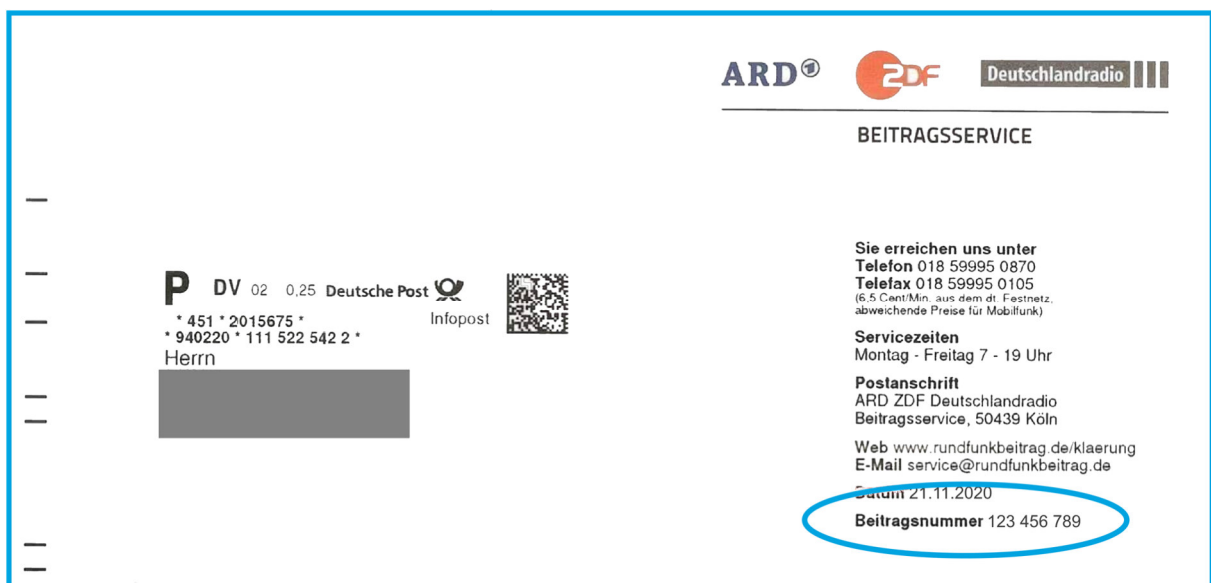 ARD 1
ZDF
Deutschlandradio
BEITRAGSSERVICE
P DV 02 0,25 Deutsche Post
Infopost
* 451 * 2015675 *
* 940220 * 111 522 542 2 *
Herrn
Sie erreichen uns unter
Telefon 018 59995 0870
Telefax 018 59995 0105
(6,5 Cent/Min. aus dem dt. Festnetz,
abweichende Preise für Mobilfunk)
Servicezeiten
Montag - Freitag 7 - 19 Uhr
Postanschrift
ARD ZDF Deutschlandradio
Beitragsservice, 50439 Köln
Web www.rundfunkbeitrag.de/klaerung
E-Mail service@rundfunkbeitrag.de
Datum 21.11.2020
Beitragsnummer 123 456 789